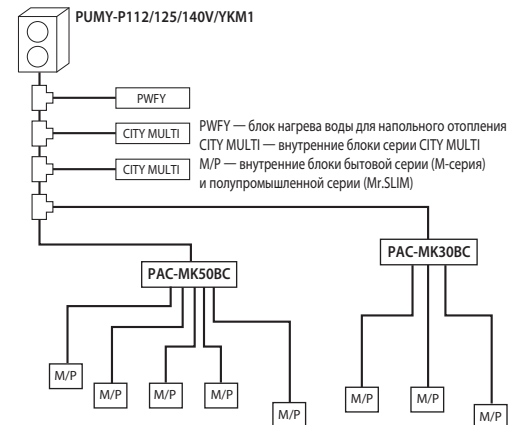 PUMY-P112/125/140V/YKM1
PWFY
CITY MULTI
CITY MULTI
PWFY — блок нагрева воды для напольного отопления
CITY MULTI — внутренние блоки серии CITY MULTI
M/P — внутренние блоки бытовой серии (М-серия)
и полупромышленной серии (Mr.SLIM)
PAC-MK50BC
PAC-MK30BC
M/P
M/P
M/P
M/P
M/P
M/P
M/P
M/P